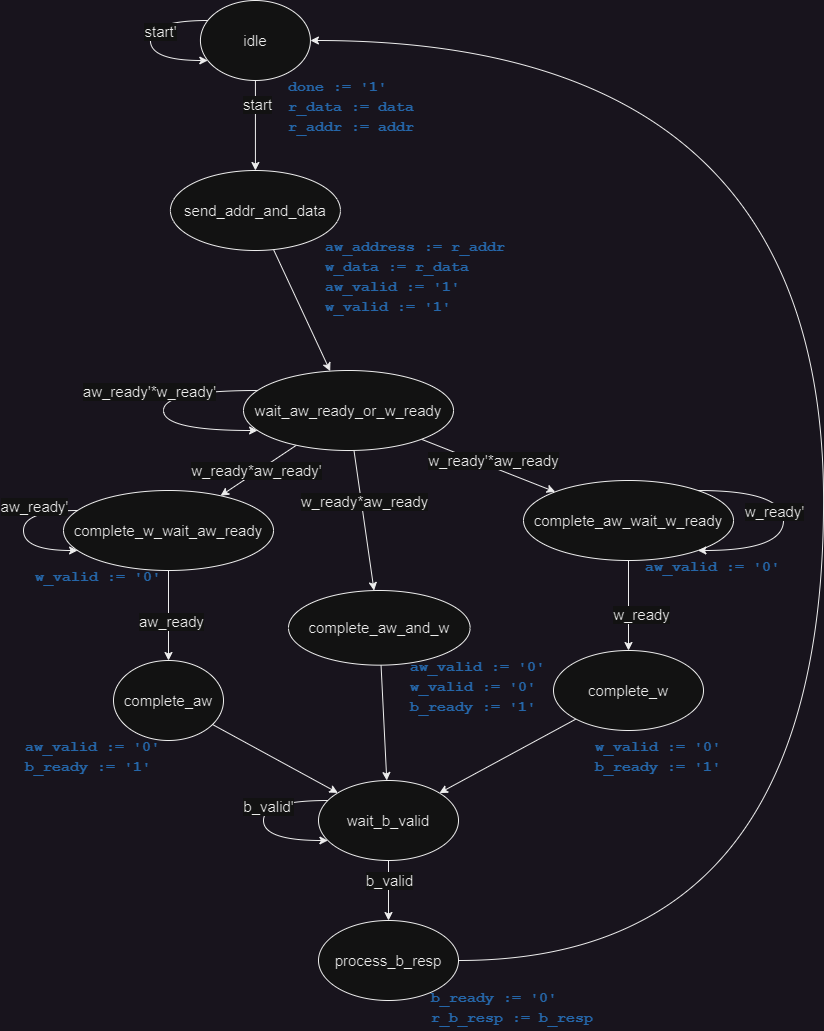 start'
idle
start
done := '1'
r_data := data
r_addr := addr
send_addr_and_data
aw_address := r_addr
w_data := r_data
aw_valid := '1'
w_valid := '1'
aw_ready'*w_ready'
wait_aw_ready_or_w_ready
w_ready*aw_ready'
w_ready*aw_ready
w_ready'*aw_ready
aw_ready'
complete_w_wait_aw_ready
w_valid := '0'
complete_aw_wait_w_ready
w_ready'
aw_valid := '0'
aw_ready
w_ready
complete_aw_and_w
aw_valid := '0'
w_valid := '0'
b_ready := '1'
complete_aw
aw_valid := '0'
b_ready := '1'
complete_w
w_valid := '0'
b_ready := '1'
b_valid'
wait_b_valid
b_valid
process_b_resp
b_ready := '0'
r_b_resp := b_resp